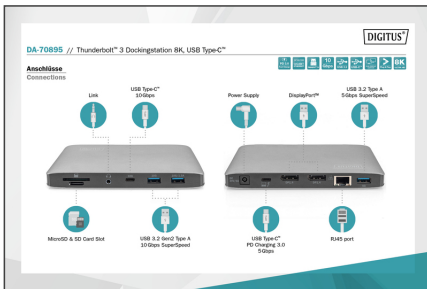 DIGITUS®
DA-70895 // Thunderbolt™ 3 Dockingstation 8K, USB Type-C™
Anschlüsse
Connections
10
Gbps
8K
Link
USB Type-C™
10Gbps
Power Supply
DisplayPort™
USB 3.2 Type A
5Gbps SuperSpeed
MicroSD & SD Card Slot
USB 3.2 Gen2 Type A
10Gbps SuperSpeed
USB Type-C™
PD Charging 3.0
5Gbps
RJ45 port